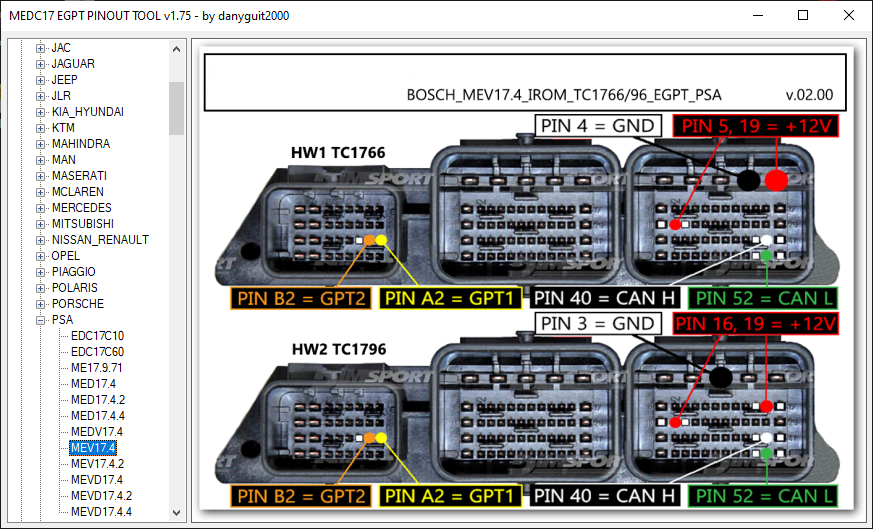 MEDC17 EGPT PINOUT TOOL v1.75 - by danyguit2000
JAC
JAGUAR
JEEP
JLR
KIA_HYUNDAI
KTM
MAHINDRA
MAN
MASERATI
MCLAREN
MERCEDES
MITSUBISHI
NISSAN_RENAULT
OPEL
PIAGGIO
POLARIS
PORSCHE
PSA
EDC17C10
EDC17C60
ME17.9.71
MED17.4
MED17.4.2
MED17.4.4
MEDV17.4
MEV17.4
MEV17.4.2
MEVD17.4
MEVD17.4.2
MEVD17.4.4
BOSCH_MEV17.4_IROM_TC1766/96_EGPT_PSA v.02.00
PIN 4 = GND
PIN 5, 19 = +12V
HW1 TC1766
PIN B2 = GPT2
PIN A2 = GPT1
PIN 40 = CAN H
PIN 52 = CAN L
PIN 3 = GND
PIN 16, 19 = +12V
HW2 TC1796
PIN B2 = GPT2
PIN A2 = GPT1
PIN 40 = CAN H
PIN 52 = CAN L